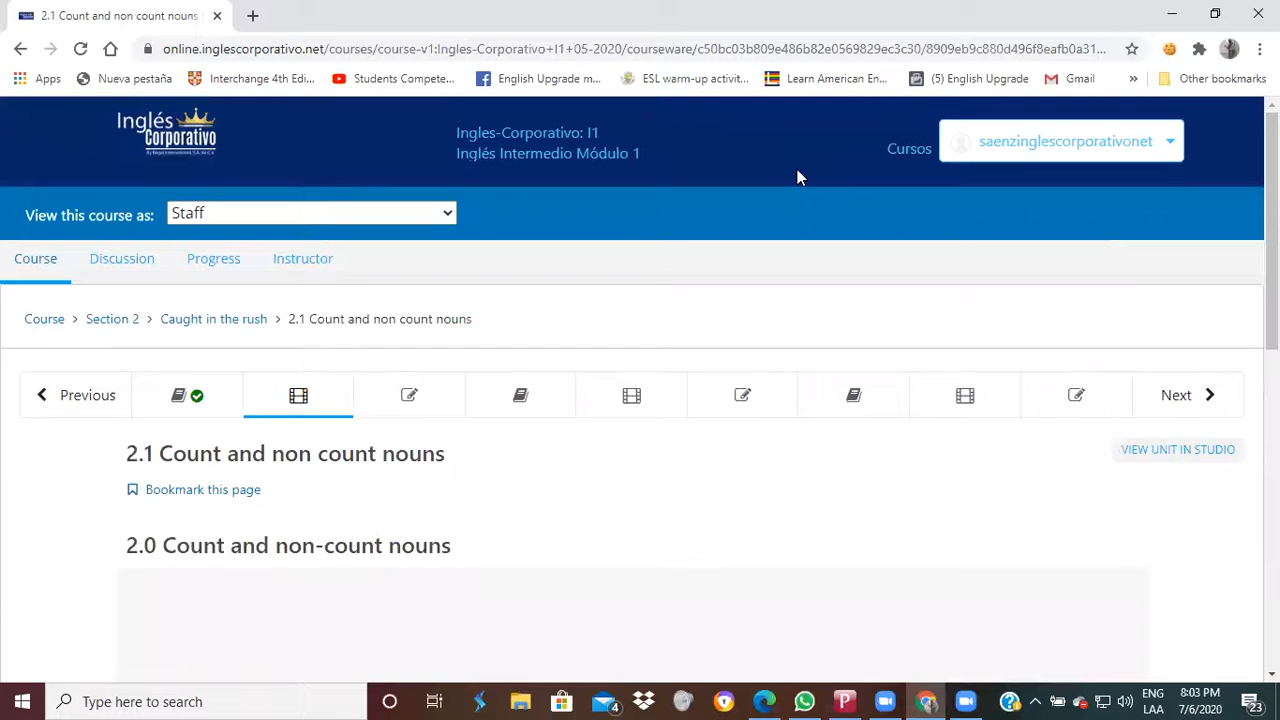 2.1 Count and non count nouns
online.inglescorporativo.net/courses/course-v1:Ingles-Corporativo+I1+05-2020/courseware/c50bc03b809e486b82e0569829ec3c30/8909eb9c880d496f8eafb0a31...
Apps
Nueva pestaña
Interchange 4th Edi...
Students Compete...
English Upgrade m...
ESL warm-up activit...
Learn American En...
(5) English Upgrade
Gmail
»
Other bookmarks
Inglés
Corporativo
Ingles-Corporativo: I1
Inglés Intermedio Módulo 1
Cursos
saenzinglescorporativonet
View this course as:
Staff
Course
Discussion
Progress
Instructor
Course > Section 2 > Caught in the rush > 2.1 Count and non count nouns
Previous
Next
2.1 Count and non count nouns
VIEW UNIT IN STUDIO
Bookmark this page
2.0 Count and non-count nouns
Type here to search
4
ENG
LAA
8:03 PM
7/6/2020
23